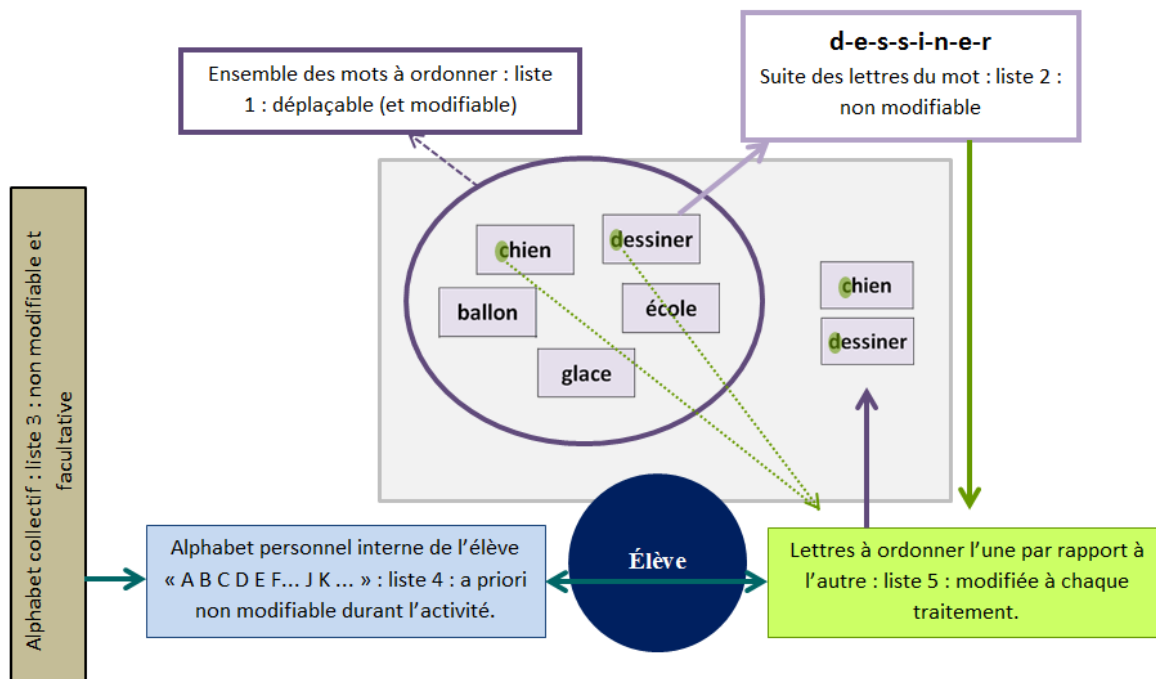 d-e-s-s-i-n-e-r
Suite des lettres du mot : liste 2 :
non modifiable
Ensemble des mots à ordonner : liste
1 : déplaçable (et modifiable)
Alphabet collectif : liste 3 : non modifiable et
facultative
chien
dessiner
ballon
école
glace
chien
dessiner
Alphabet personnel interne de l’élève
« A B C D E F... J K ... » : liste 4 : a priori
non modifiable durant l’activité.
Élève
Lettres à ordonner l’une par rapport à
l’autre : liste 5 : modifiée à chaque
traitement.